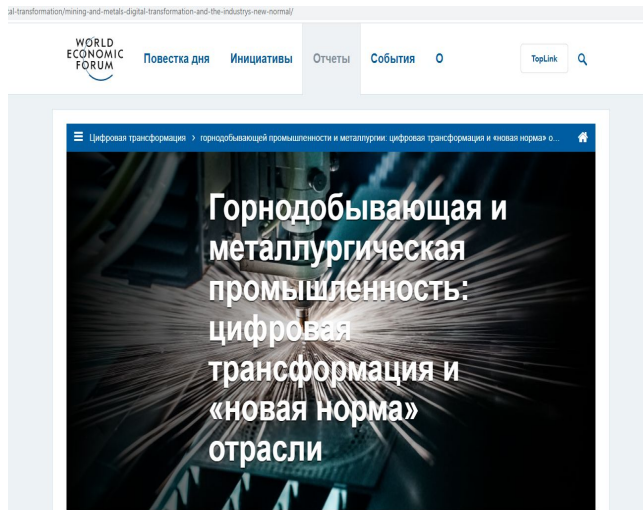 cal-transformation/mining-and-metals-digital-transformation-and-the-industrys-new-normal/
WORLD
ECONOMIC
FORUM
Повестка дня Инициативы Отчеты События О
TopLink
Цифровая трансформация > горнодобывающей промышленности и металлургии: цифровая трансформация и «новая норма» о...
Горнодобывающая и
металлургическая
промышленность:
цифровая
трансформация и
«новая норма»
отрасли